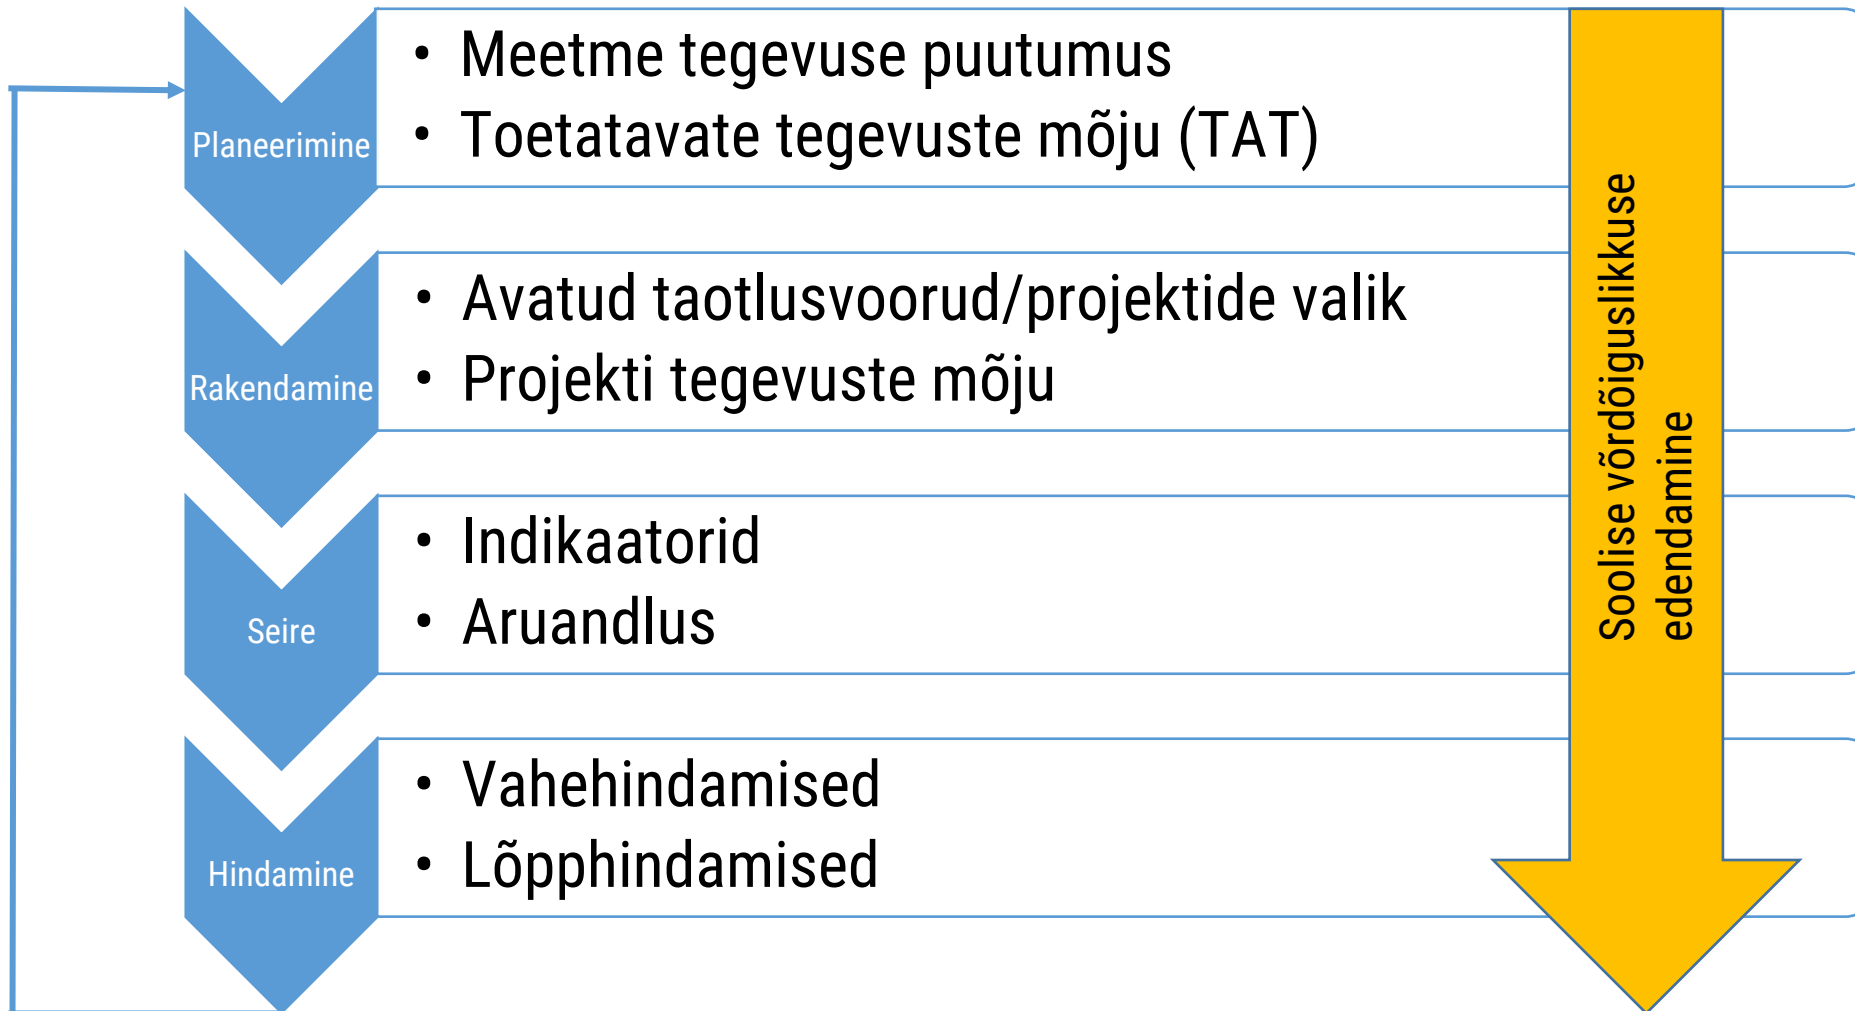 Planeerimine
• Meetme tegevuse puutumus
• Toetatavate tegevuste mõju (TAT)
Rakendamine
• Avatud taotlusvoorud/projektide valik
• Projekti tegevuste mõju
Seire
• Indikaatorid
• Aruandlus
Hindamine
• Vahehindamised
• Lõpphindamised
Soolise võrdõiguslikkuse
edendamine